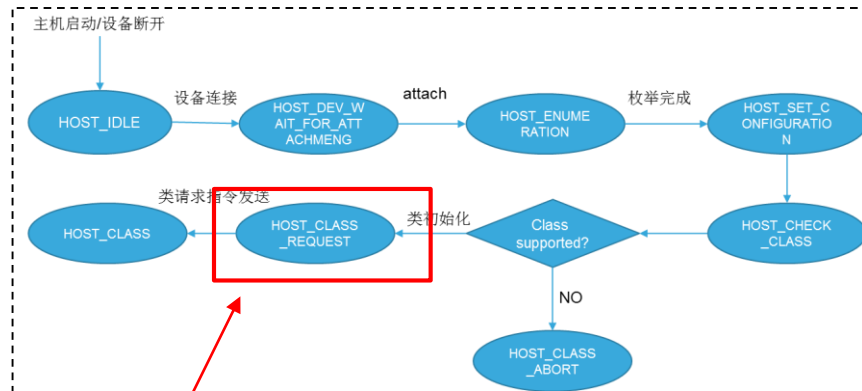 主机启动/设备断开
设备连接
attach
枚举完成
HOST_IDLE
HOST_DEV_W
AIT_FOR_ATT
ACHMENG
HOST_ENUME
RATION
HOST_SET_C
ONFIGURATIO
N
类请求指令发送
类初始化
HOST_CLASS
HOST_CLASS
_REQUEST
Class
supported?
HOST_CHECK
_CLASS
NO
HOST_CLASS
_ABORT